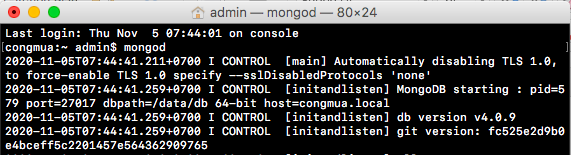 admin — mongod — 80×24
Last login: Thu Nov  5 07:44:01 on console
[congmua:~ admin$ mongod
2020-11-05T07:44:41.211+0700 I CONTROL  [main] Automatically disabling TLS 1.0,
to force-enable TLS 1.0 specify --sslDisabledProtocols 'none'
2020-11-05T07:44:41.259+0700 I CONTROL  [initandlisten] MongoDB starting : pid=5
79 port=27017 dbpath=/data/db 64-bit host=congmua.local
2020-11-05T07:44:41.259+0700 I CONTROL  [initandlisten] db version v4.0.9
2020-11-05T07:44:41.259+0700 I CONTROL  [initandlisten] git version: fc525e2d9b0
e4bceff5c2201457e564362909765